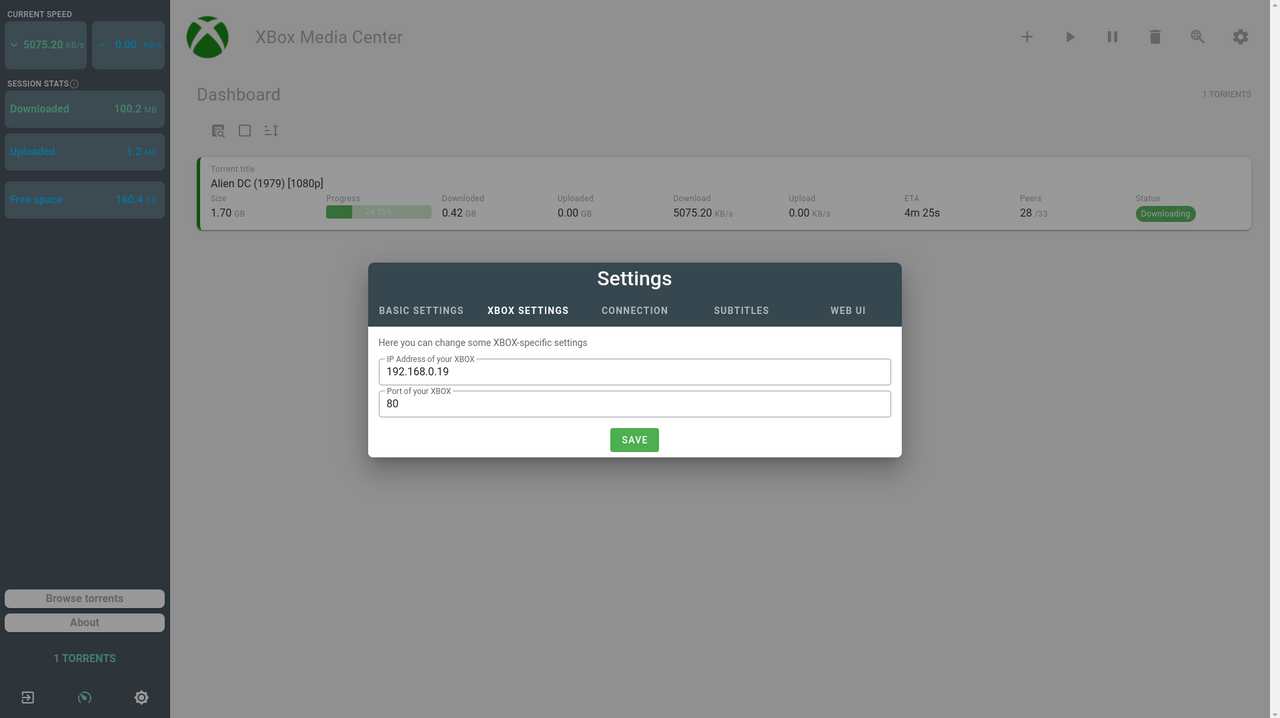 CURRENT SPEED
5075.20 KB/s
0.00 KB/s
SESSION STATS
Downloaded 100.2 MB
Uploaded 1.2 MB
Free space 160.4 GB
Browse torrents
About
1 TORRENTS
XBox Media Center
Dashboard
1 TORRENTS
Torrent title
Alien DC (1979) [1080p]
Size Progress Downloded Uploaded Download Upload ETA Peers Status
1.70 GB 24.55% 0.42 GB 0.00 GB 5075.20 KB/s 0.00 KB/s 4m 25s 28 /33 Downloading
Settings
BASIC SETTINGS XBOX SETTINGS CONNECTION SUBTITLES WEB UI
Here you can change some XBOX-specific settings
IP Address of your XBOX
192.168.0.19
Port of your XBOX
80
SAVE